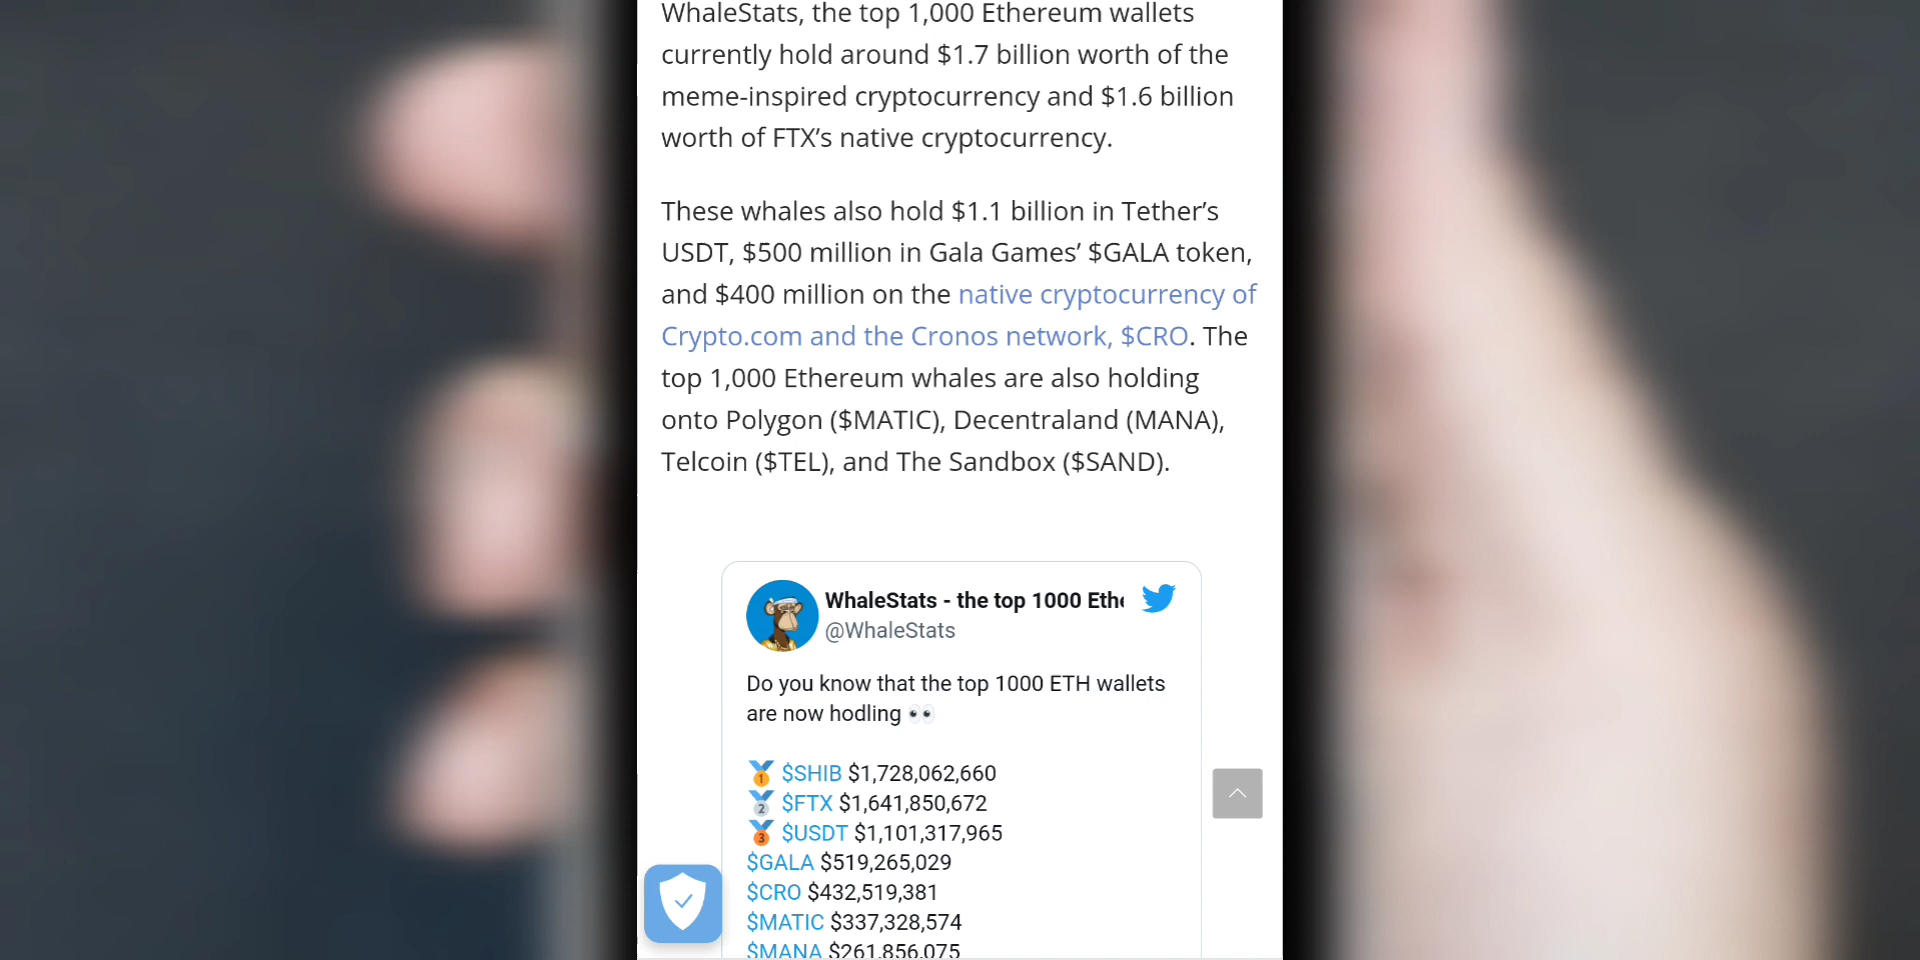 WhaleStats, the top 1,000 Ethereum wallets
currently hold around $1.7 billion worth of the
meme-inspired cryptocurrency and $1.6 billion
worth of FTX’s native cryptocurrency.
These whales also hold $1.1 billion in Tether’s
USDT, $500 million in Gala Games’ $GALA token,
and $400 million on the native cryptocurrency of
Crypto.com and the Cronos network, $CRO. The
top 1,000 Ethereum whales are also holding
onto Polygon ($MATIC), Decentraland (MANA),
Telcoin ($TEL), and The Sandbox ($SAND).
WhaleStats - the top 1000 Ethe
@WhaleStats
Do you know that the top 1000 ETH wallets
are now hodling 👀
🥇 $SHIB $1,728,062,660
🥈 $FTX $1,641,850,672
🥉 $USDT $1,101,317,965
$GALA $519,265,029
$CRO $432,519,381
$MATIC $337,328,574
$MANA $261,856,075